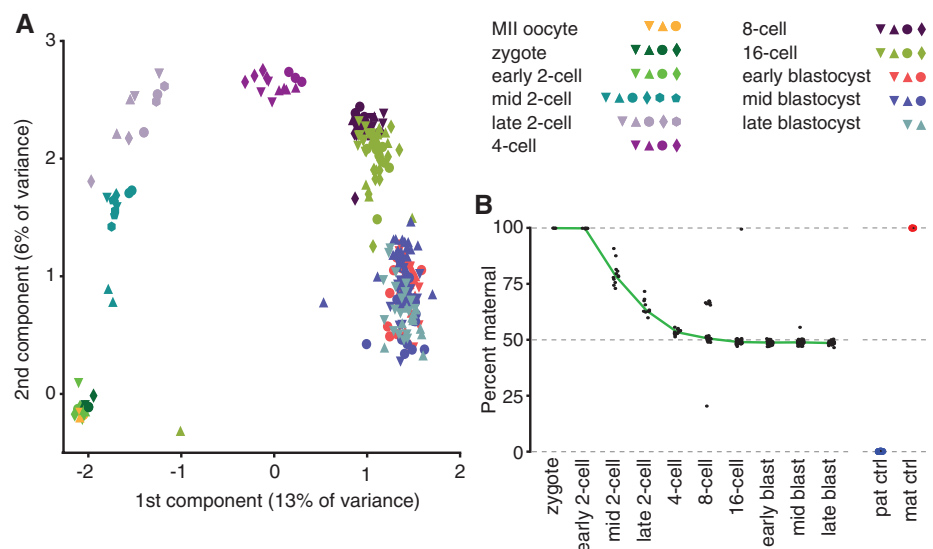 A
3
2
1
0
2nd component (6% of variance)
-2
-1
0
1
2
1st component (13% of variance)
MII oocyte
zygote
early 2-cell
mid 2-cell
late 2-cell
4-cell
8-cell
16-cell
early blastocyst
mid blastocyst
late blastocyst
B
100
75
50
25
0
Percent maternal
zygote
early 2-cell
mid 2-cell
late 2-cell
4-cell
8-cell
16-cell
early blast
mid blast
late blast
pat ctrl
mat ctrl